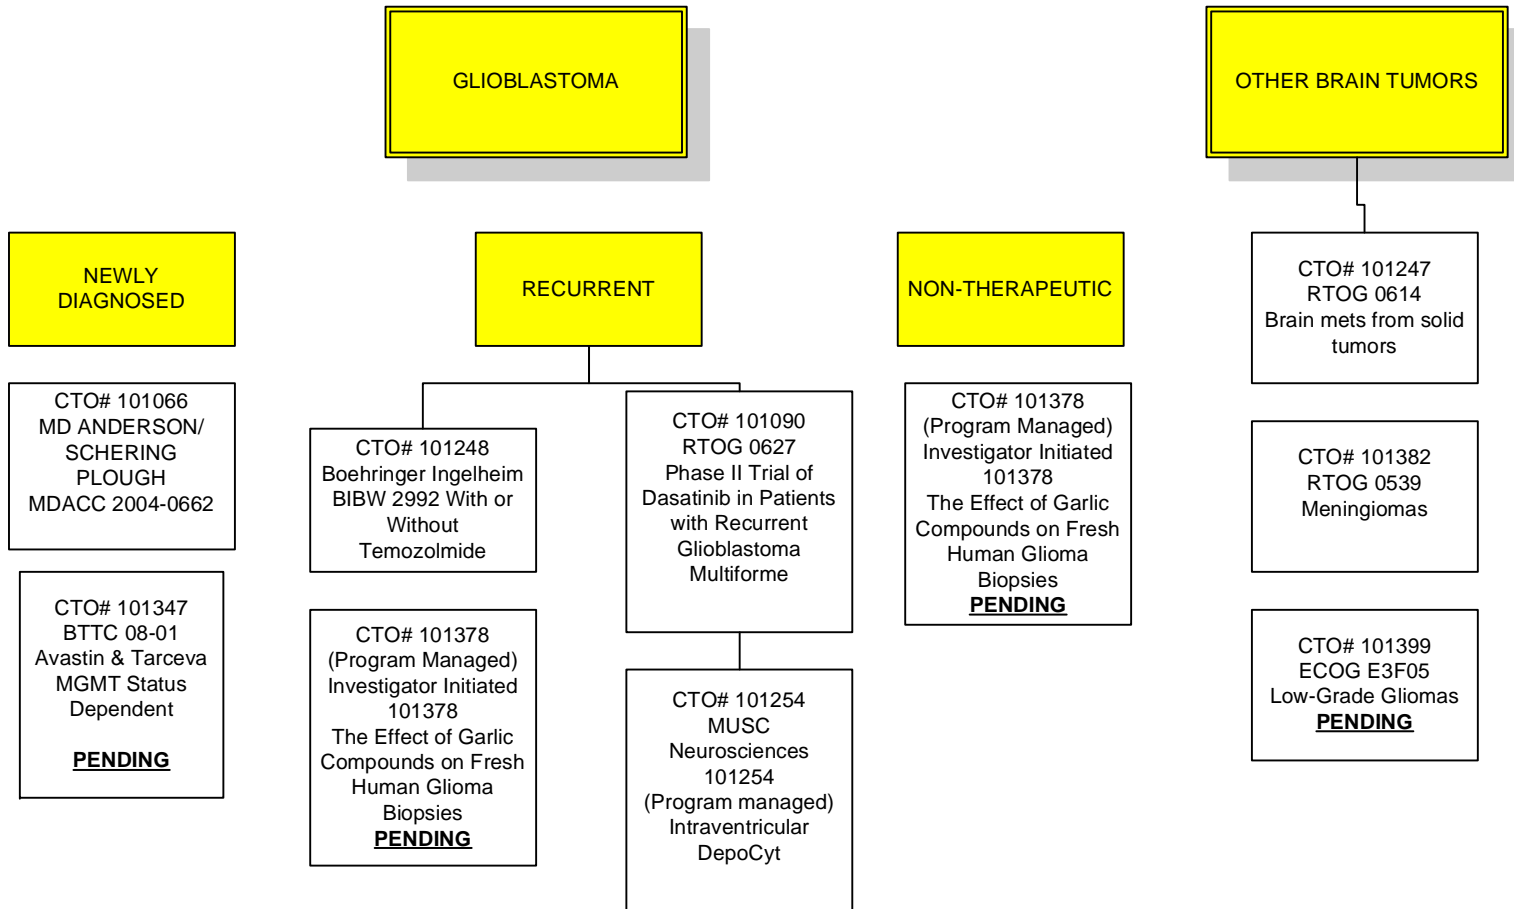 GLIOBLASTOMA
OTHER BRAIN TUMORS
NEWLY
DIAGNOSED
RECURRENT
NON-THERAPEUTIC
CTO# 101066
MD ANDERSON/
SCHERING
PLOUGH
MDACC 2004-0662
CTO# 101347
BTTC 08-01
Avastin & Tarceva
MGMT Status
Dependent
PENDING
CTO# 101248
Boehringer Ingelheim
BIBW 2992 With or
Without
Temozolmide
CTO# 101378
(Program Managed)
Investigator Initiated
101378
The Effect of Garlic
Compounds on Fresh
Human Glioma
Biopsies
PENDING
CTO# 101090
RTOG 0627
Phase II Trial of
Dasatinib in Patients
with Recurrent
Glioblastoma
Multiforme
CTO# 101254
MUSC
Neurosciences
101254
(Program managed)
Intraventricular
DepoCyt
CTO# 101378
(Program Managed)
Investigator Initiated
101378
The Effect of Garlic
Compounds on Fresh
Human Glioma
Biopsies
PENDING
CTO# 101247
RTOG 0614
Brain mets from solid
tumors
CTO# 101382
RTOG 0539
Meningiomas
CTO# 101399
ECOG E3F05
Low-Grade Gliomas
PENDING